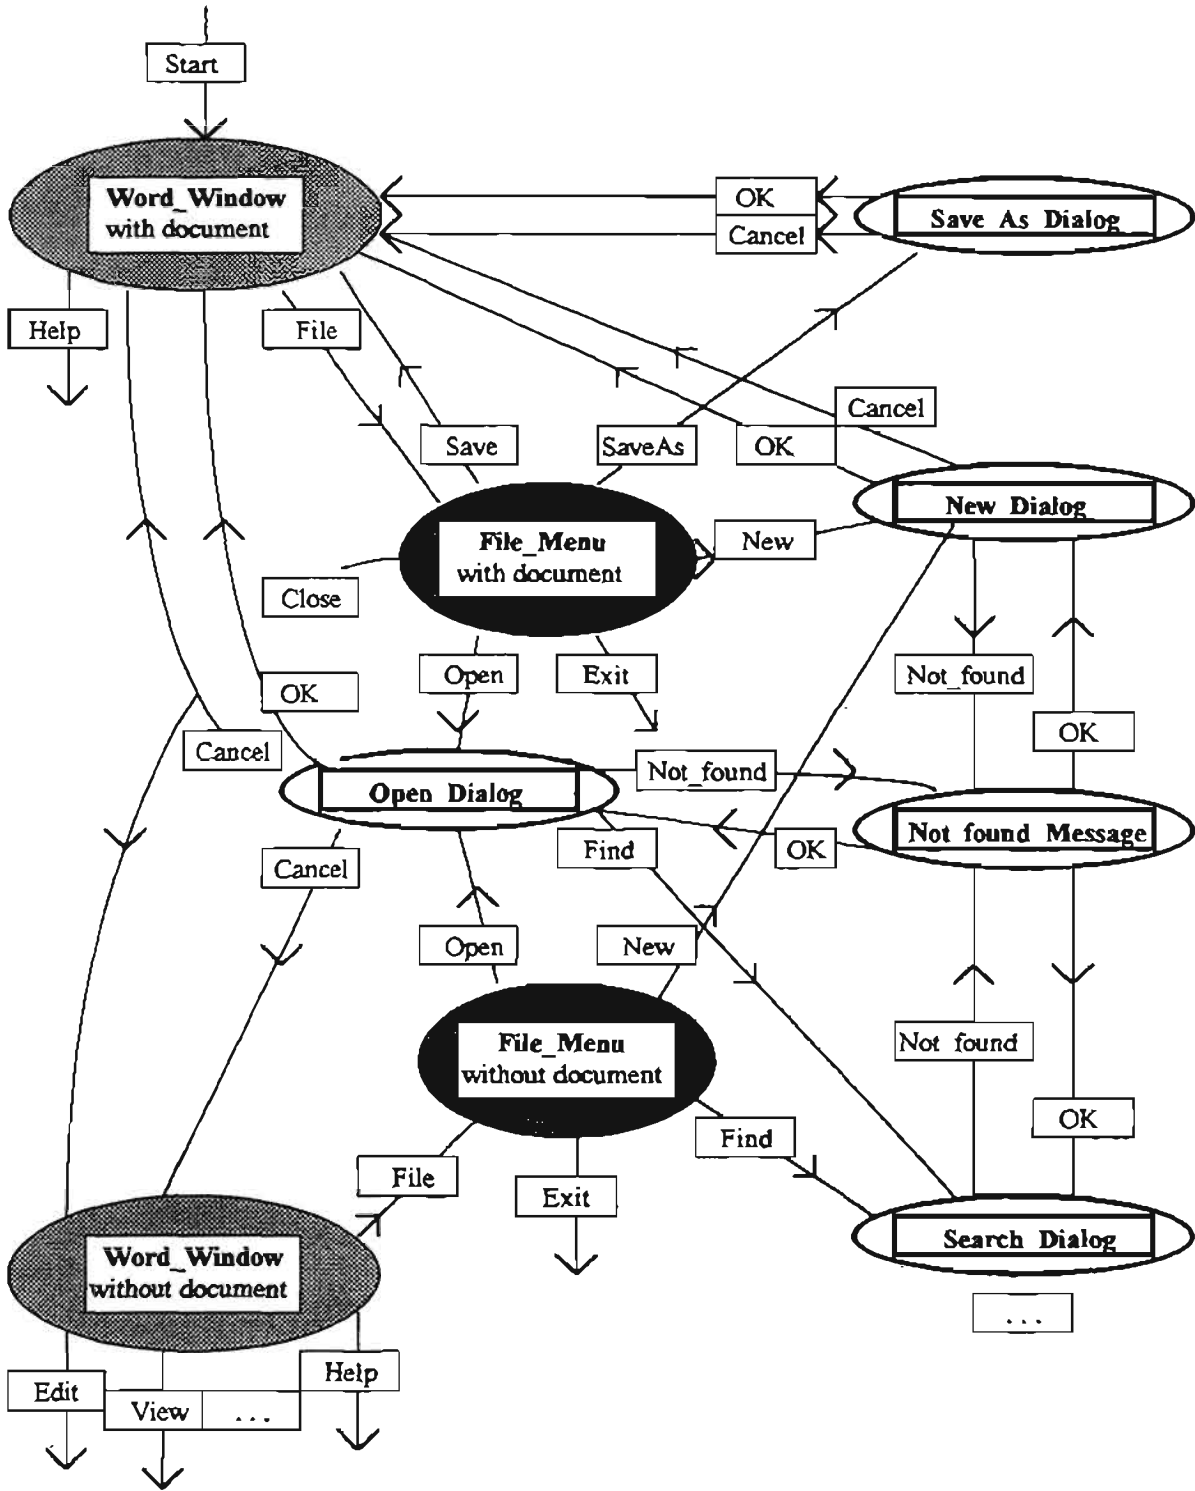 Start
Word_Window
with document
OK
Cancel
Save As Dialog
Help
File
Cancel
Save
SaveAs
OK
New Dialog
File_Menu
with document
New
Close
Open
Exit
Not_found
OK
OK
Cancel
Not_found
Open Dialog
Not found Message
Find
OK
Cancel
Open
New
File_Menu
without document
Not found
Find
OK
File
Exit
Word_Window
without document
Search Dialog
...
Help
Edit
View
...